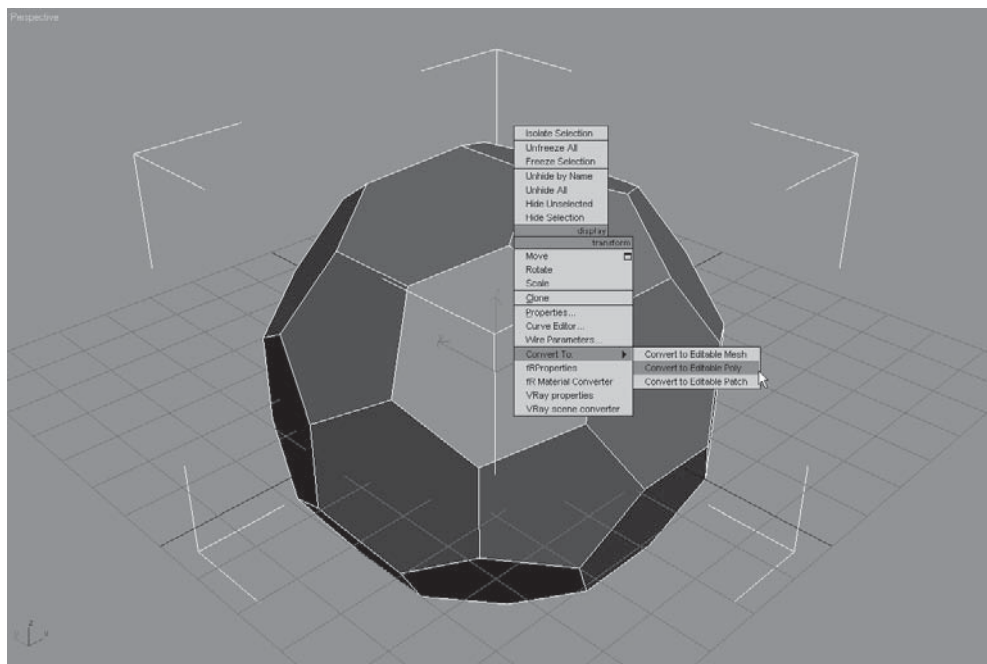 Perspective
Isolate Selection
Unfreeze All
Freeze Selection
Unhide by Name
Unhide All
Hide Unselected
Hide Selection
display
transform
Move
Rotate
Scale
Clone
Properties...
Curve Editor...
Wire Parameters...
Convert To:
Convert to Editable Mesh
Convert to Editable Poly
Convert to Editable Patch
fRProperties
fR Material Converter
VRay properties
VRay scene converter
z
x